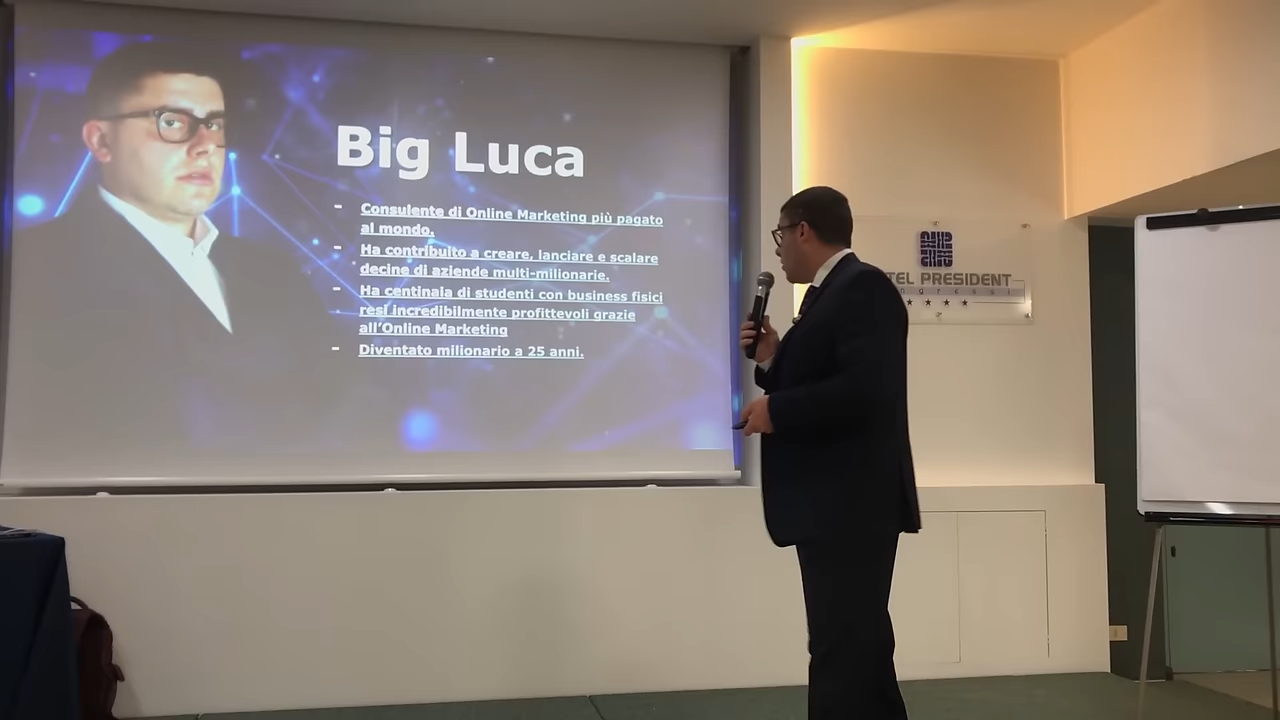 Big Luca
- Consulente di Online Marketing più pagato
al mondo.
- Ha contribuito a creare, lanciare e scalare
decine di aziende multi-milionarie.
- Ha centinaia di studenti con business fisici
resi incredibilmente profittevoli grazie
all'Online Marketing
- Diventato milionario a 25 anni.
TEL PRESIDENT